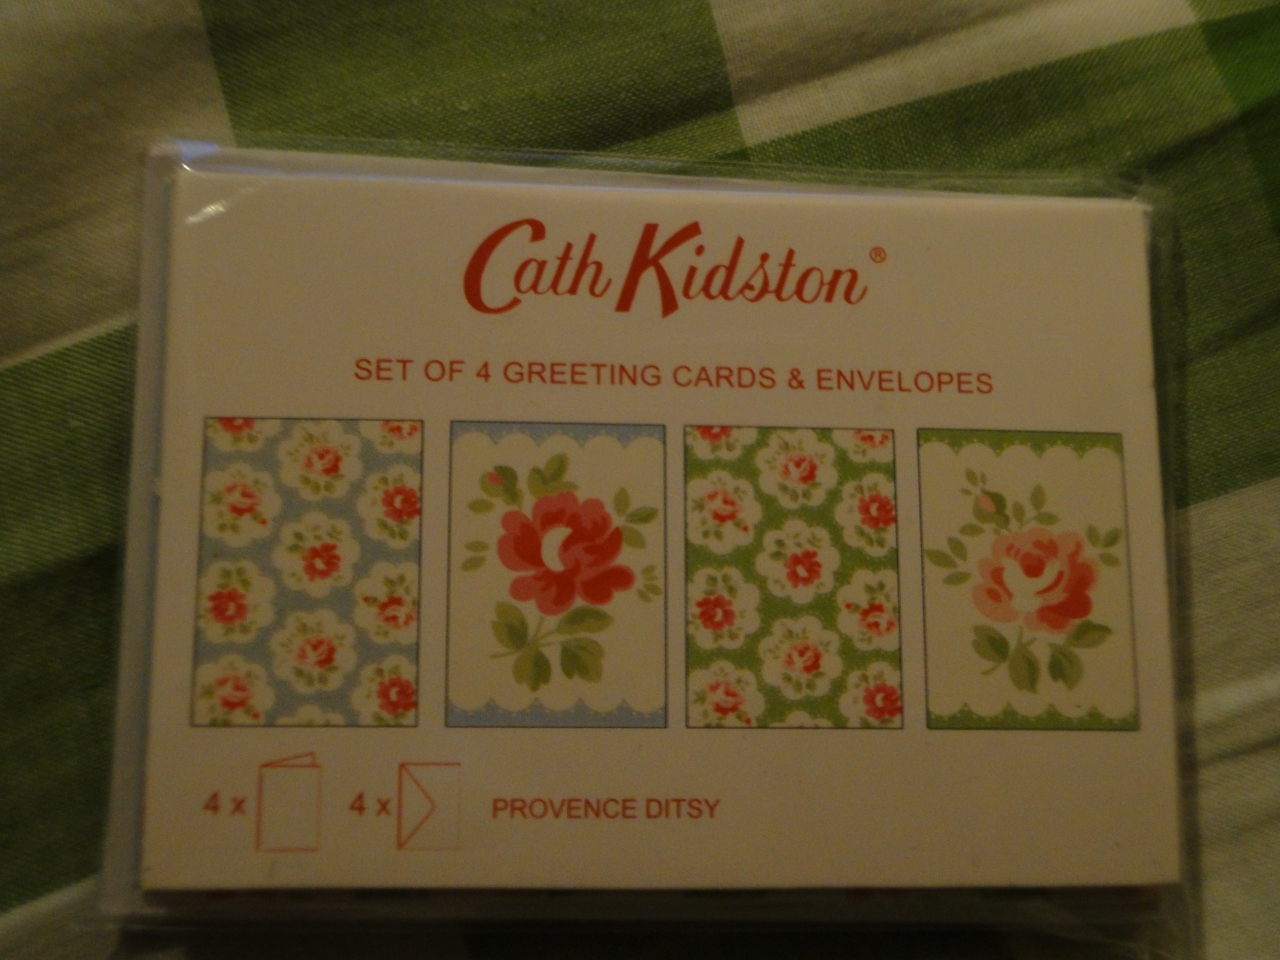 Cath Kidston®
SET OF 4 GREETING CARDS & ENVELOPES
4 x 4 x PROVENCE DITSY